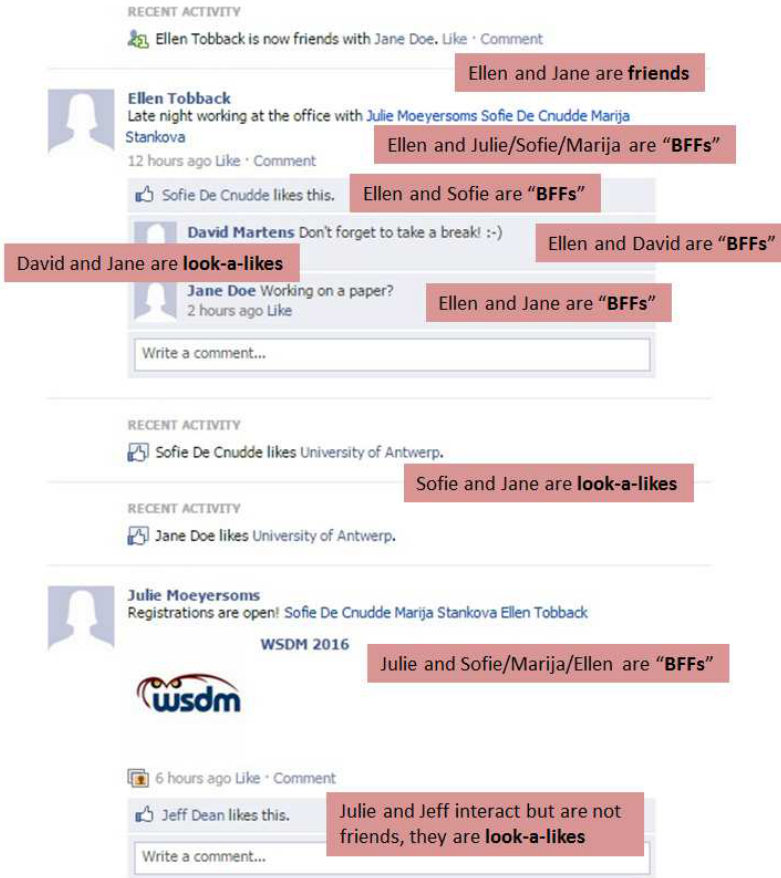 RECENT ACTIVITY
Ellen Tobback is now friends with Jane Doe. Like · Comment
Ellen and Jane are friends
Ellen Tobback
Late night working at the office with Julie Moeyersoms Sofie De Cnudde Marija
Stankova
Ellen and Julie/Sofie/Marija are “BFFs”
12 hours ago Like · Comment
Sofie De Cnudde likes this.
Ellen and Sofie are “BFFs”
David Martens Don't forget to take a break! :-)
Ellen and David are “BFFs”
David and Jane are look-a-likes
Jane Doe Working on a paper?
2 hours ago Like
Ellen and Jane are “BFFs”
Write a comment...
RECENT ACTIVITY
Sofie De Cnudde likes University of Antwerp.
Sofie and Jane are look-a-likes
RECENT ACTIVITY
Jane Doe likes University of Antwerp.
Julie Moeyersoms
Registrations are open! Sofie De Cnudde Marija Stankova Ellen Tobback
WSDM 2016
Julie and Sofie/Marija/Ellen are “BFFs”
wsdm
6 hours ago Like · Comment
Jeff Dean likes this.
Julie and Jeff interact but are not
friends, they are look-a-likes
Write a comment...